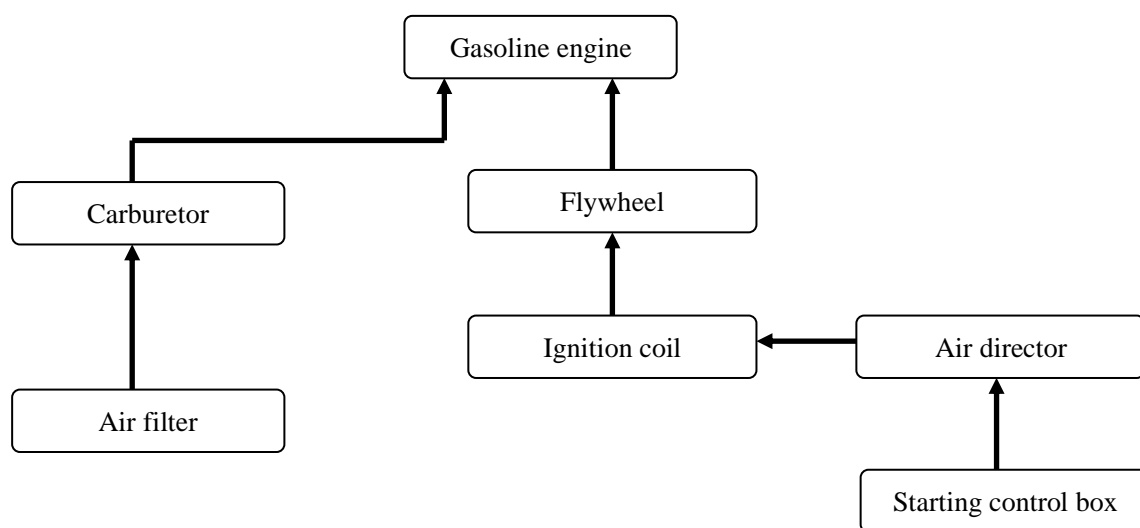 Gasoline engine
Carburetor
Flywheel
Ignition coil
Air director
Air filter
Starting control box